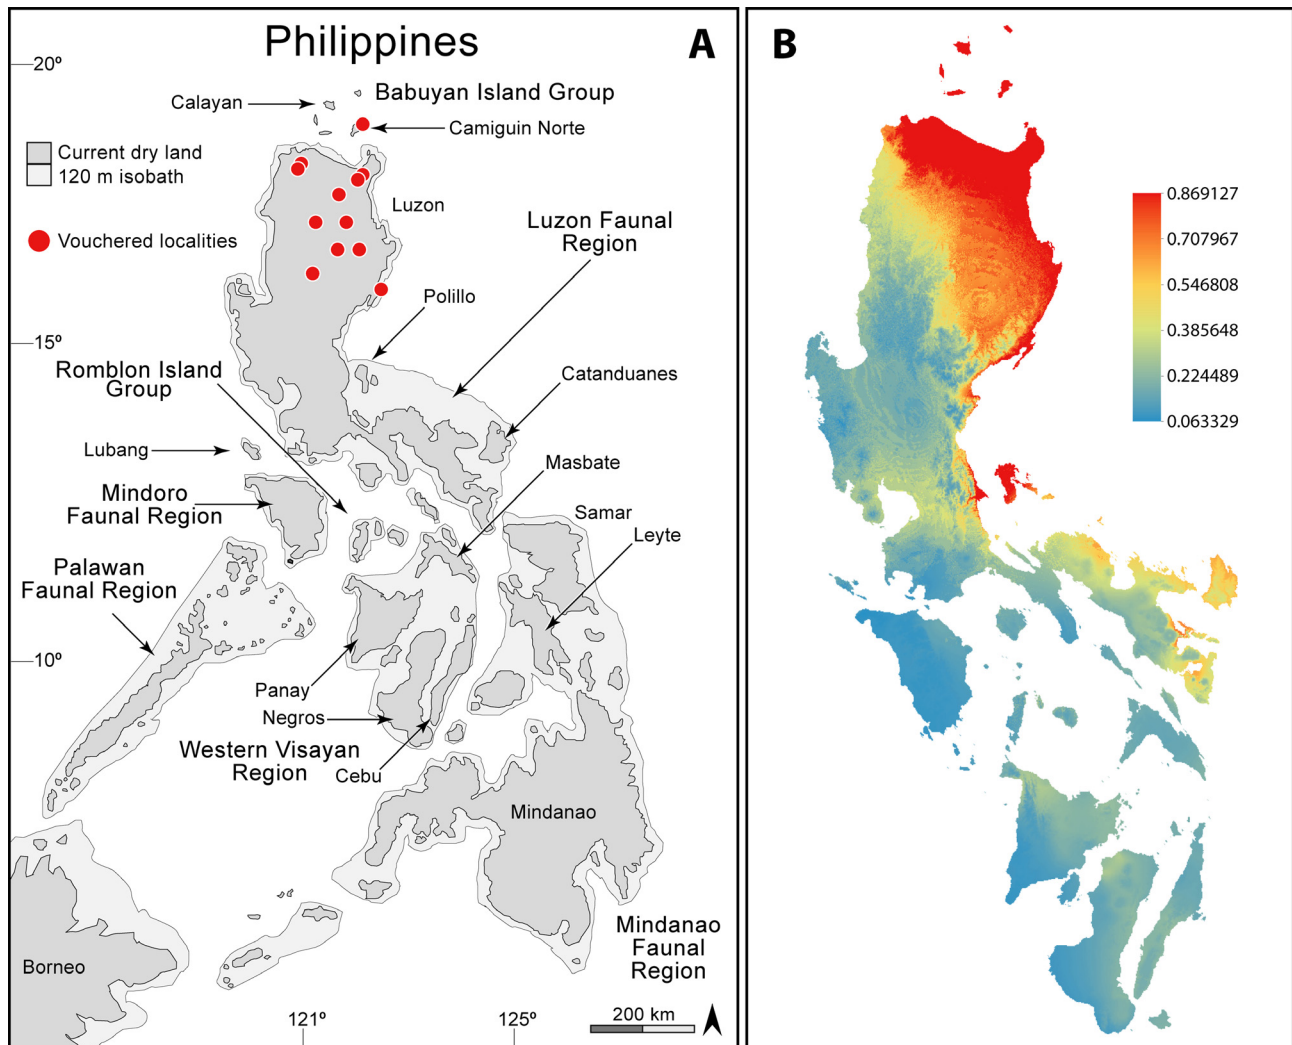 Philippines
A
20º
Babuyan Island Group
Calayan
Camiguin Norte
Current dry land
120 m isobath
Luzon
Vouchered localities
Luzon Faunal
Region
Polillo
15º
Romblon Island
Group
Catanduanes
Lubang
Masbate
Mindoro
Faunal Region
Samar
Leyte
Palawan
Faunal Region
10º
Panay
Negros
Western Visayan
Region
Cebu
Mindanao
Mindanao
Faunal
Region
Borneo
121º
125º
200 km
B
0.869127
0.707967
0.546808
0.385648
0.224489
0.063329